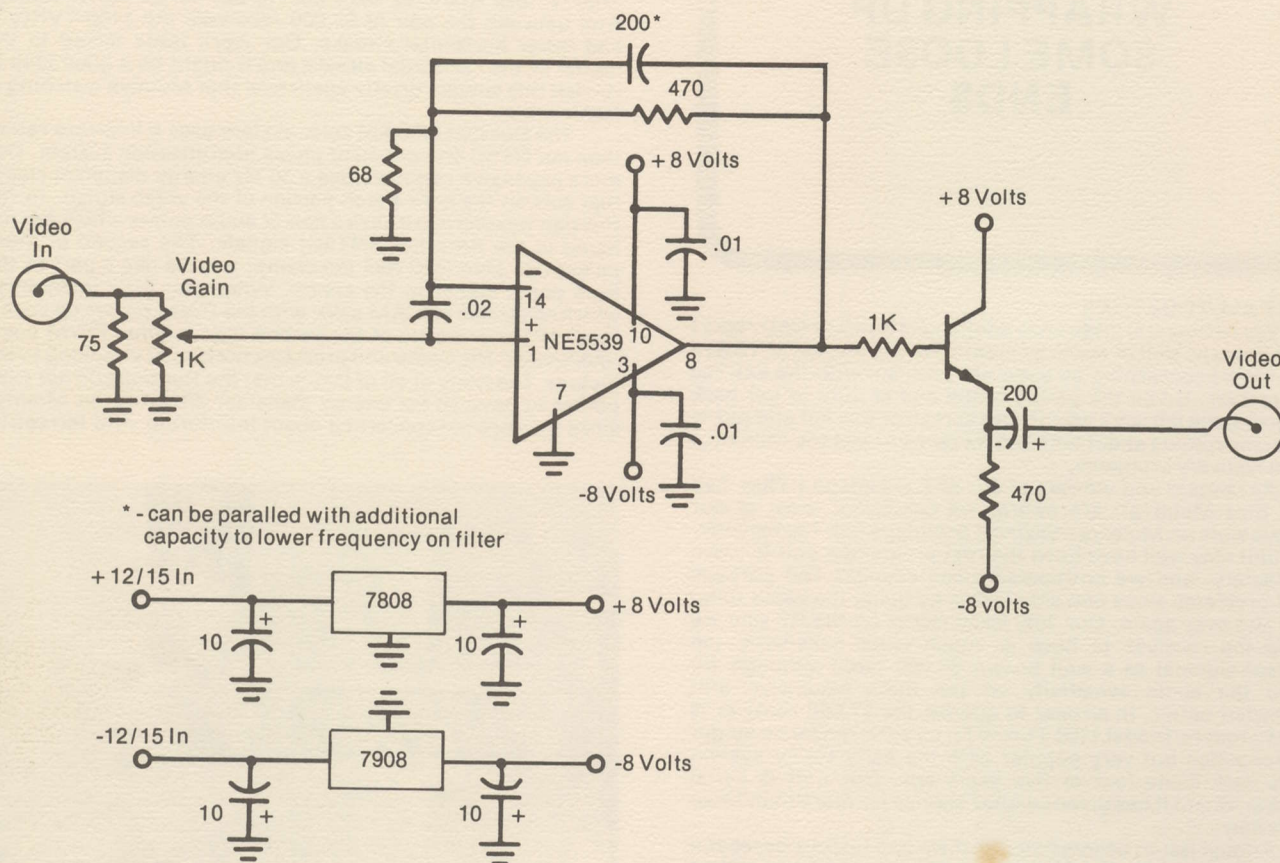 200*
470
+ 8 Volts
68
.01
+ 8 Volts
Video
In
Video
Gain
75
1K
.02
-
14
+
1
NE5539
10
3
7
8
.01
-8 Volts
1K
200
- +
470
-8 volts
Video
Out
* - can be paralled with additional
capacity to lower frequency on filter
+ 12/15 In
7808
+ 8 Volts
10
+
10
+
-12/15 In
7908
-8 Volts
10
+
10
+